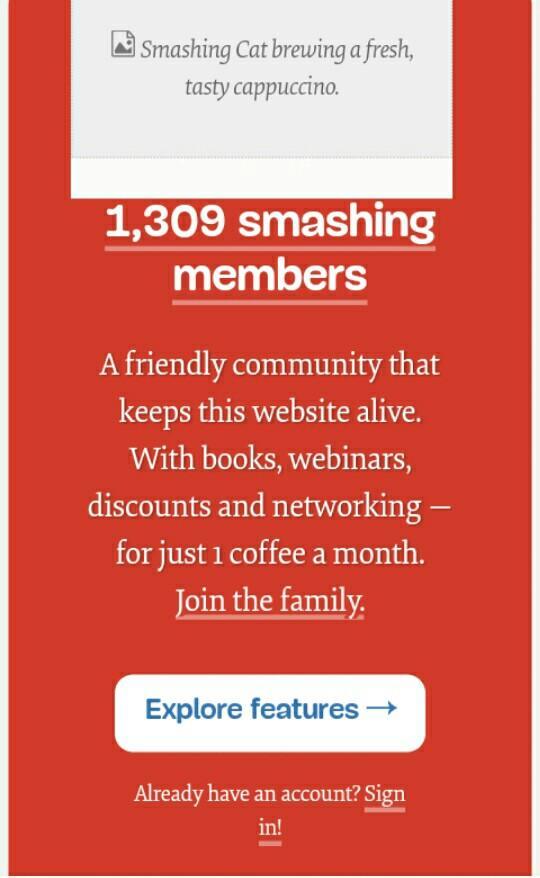 Smashing Cat brewing a fresh,
tasty cappuccino.
1,309 smashing
members
A friendly community that
keeps this website alive.
With books, webinars,
discounts and networking —
for just 1 coffee a month.
Join the family.
Explore features →
Already have an account? Sign
in!